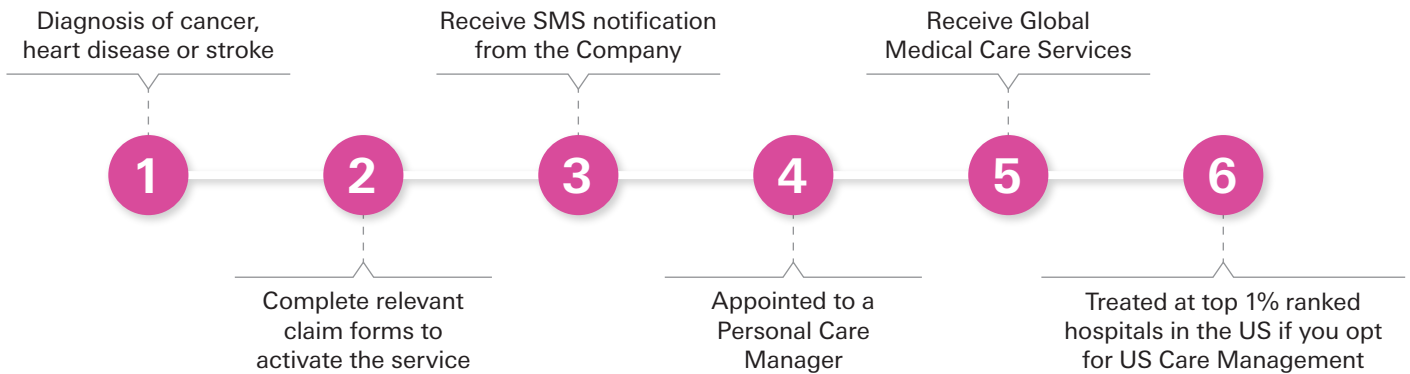 Diagnosis of cancer,
heart disease or stroke
1
Complete relevant
claim forms to
activate the service
2
Receive SMS notification
from the Company
3
Appointed to a
Personal Care
Manager
4
Receive Global
Medical Care Services
5
Treated at top 1% ranked
hospitals in the US if you opt
for US Care Management
6